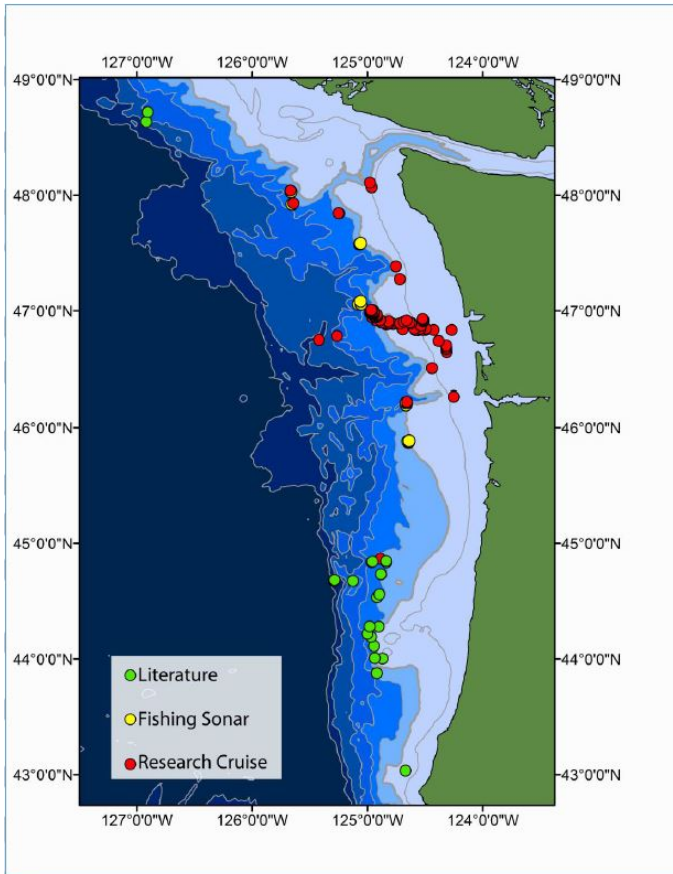 127°0'0"W 126°0'0"W 125°0'0"W 124°0'0"W
49°0'0"N 49°0'0"N
48°0'0"N 48°0'0"N
47°0'0"N 47°0'0"N
46°0'0"N 46°0'0"N
45°0'0"N 45°0'0"N
44°0'0"N 44°0'0"N
Literature
Fishing Sonar
Research Cruise
43°0'0"N 43°0'0"N
127°0'0"W 126°0'0"W 125°0'0"W 124°0'0"W